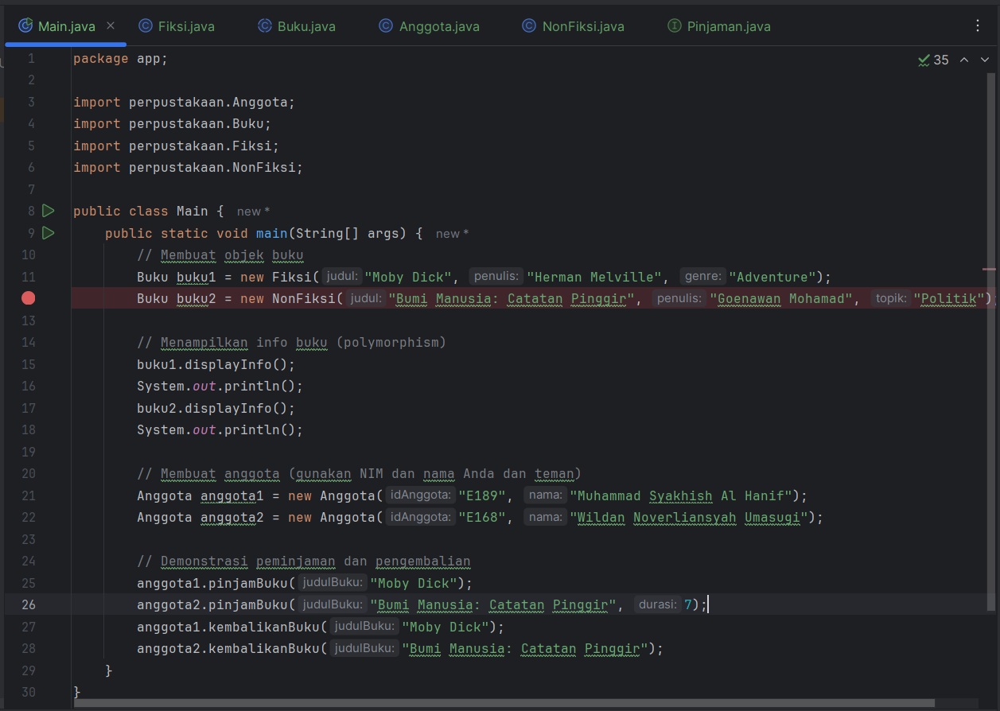 Main.java Fiksi.java Buku.java Anggota.java NonFiksi.java Pinjaman.java
35
1 package app;
2
3 import perpustakaan.Anggota;
4 import perpustakaan.Buku;
5 import perpustakaan.Fiksi;
6 import perpustakaan.NonFiksi;
7
8 public class Main { new *
9 public static void main(String[] args) { new *
10 // Membuat objek buku
11 Buku buku1 = new Fiksi( judul: "Moby Dick", penulis: "Herman Melville", genre: "Adventure");
Buku buku2 = new NonFiksi( judul: "Bumi Manusia: Catatan Pinggir", penulis: "Goenawan Mohamad", topik: "Politik");
13
14 // Menampilkan info buku (polymorphism)
15 buku1.displayInfo();
16 System.out.println();
17 buku2.displayInfo();
18 System.out.println();
19
20 // Membuat anggota (gunakan NIM dan nama Anda dan teman)
21 Anggota anggota1 = new Anggota( idAnggota: "E189", nama: "Muhammad Syakhish Al Hanif");
22 Anggota anggota2 = new Anggota( idAnggota: "E168", nama: "Wildan Noverliansyah Umasugi");
23
24 // Demonstrasi peminjaman dan pengembalian
25 anggota1.pinjamBuku( judulBuku: "Moby Dick");
26 anggota2.pinjamBuku( judulBuku: "Bumi Manusia: Catatan Pinggir", durasi: 7);
27 anggota1.kembalikanBuku( judulBuku: "Moby Dick");
28 anggota2.kembalikanBuku( judulBuku: "Bumi Manusia: Catatan Pinggir");
29 }
30 }